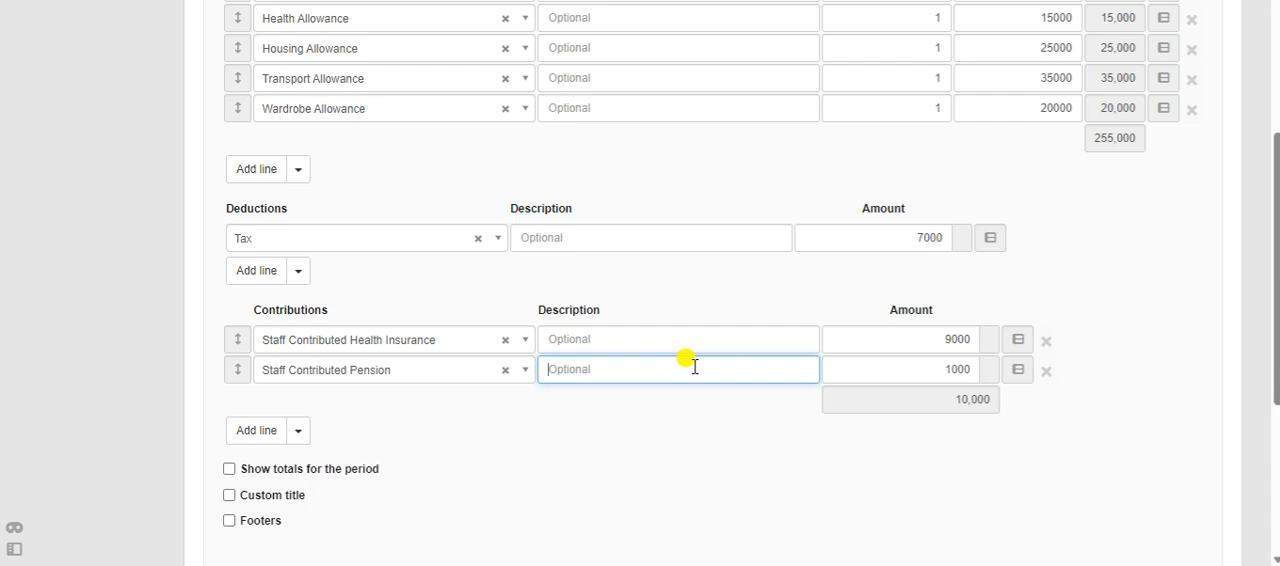 Health Allowance Optional 1 15000 15,000
Housing Allowance Optional 1 25000 25,000
Transport Allowance Optional 1 35000 35,000
Wardrobe Allowance Optional 1 20000 20,000
255,000
Add line
Deductions Description Amount
Tax Optional 7000
Add line
Contributions Description Amount
Staff Contributed Health Insurance Optional 9000
Staff Contributed Pension Optional 1000
10,000
Add line
Show totals for the period
Custom title
Footers